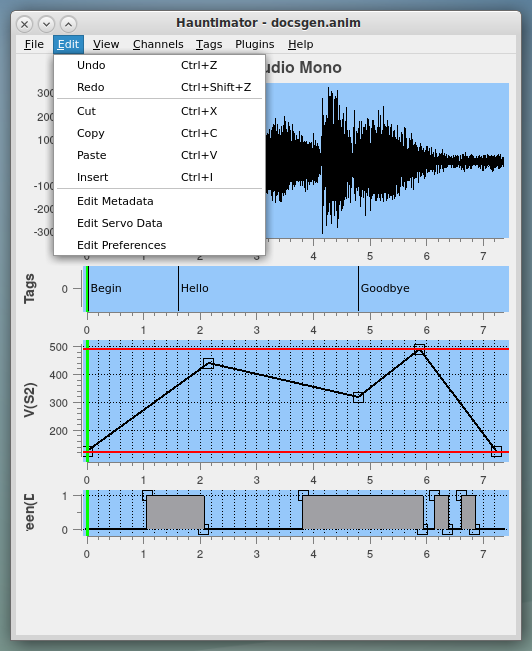 Hauntimator - docsgen.anim
File Edit View Channels Tags Plugins Help
udio Mono
Undo Ctrl+Z
Redo Ctrl+Shift+Z
Cut Ctrl+X
Copy Ctrl+C
Paste Ctrl+V
Insert Ctrl+I
Edit Metadata
Edit Servo Data
Edit Preferences
300
200
100
-100
-200
-300
0 1 2 3 4 5 6 7
Tags
0
Begin Hello Goodbye
0 1 2 3 4 5 6 7
V(S2)
500
400
300
200
0 1 2 3 4 5 6 7
een(D
1
0
0 1 2 3 4 5 6 7